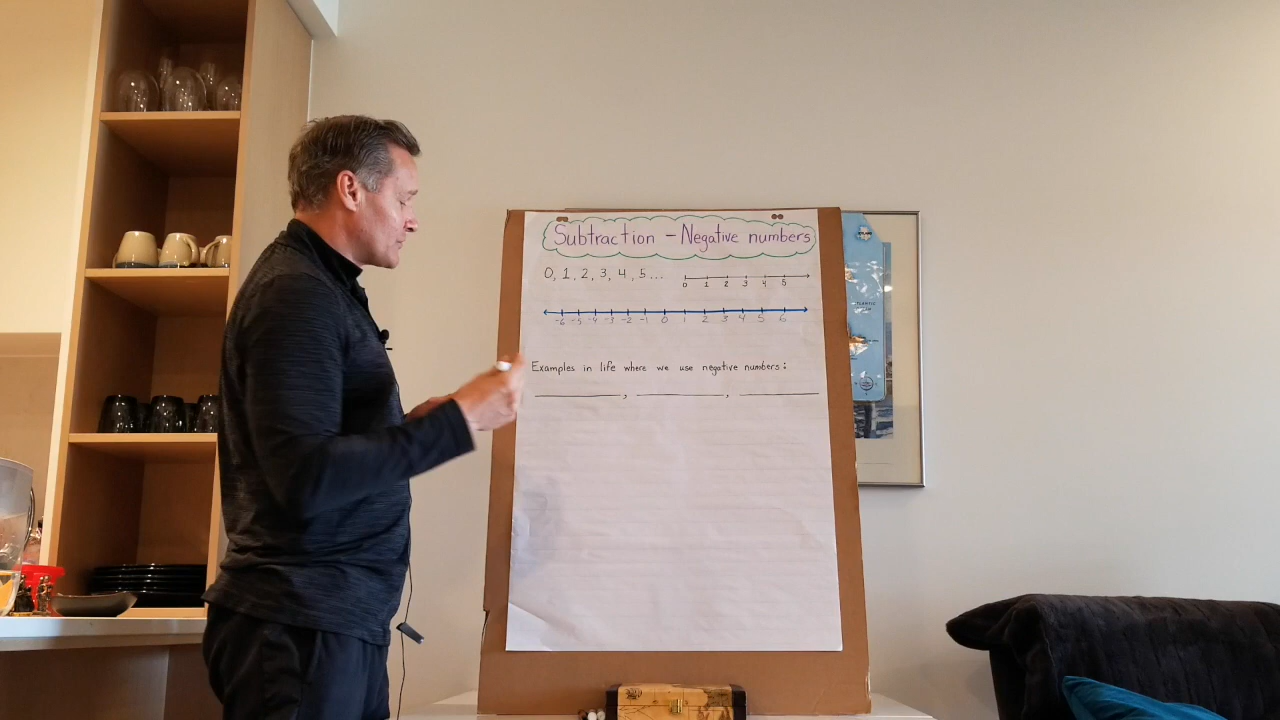 Subtraction - Negative numbers
0, 1, 2, 3, 4, 5...
0 1 2 3 4 5
-6 -5 -4 -3 -2 -1 0 1 2 3 4 5 6
Examples in life where we use negative numbers: